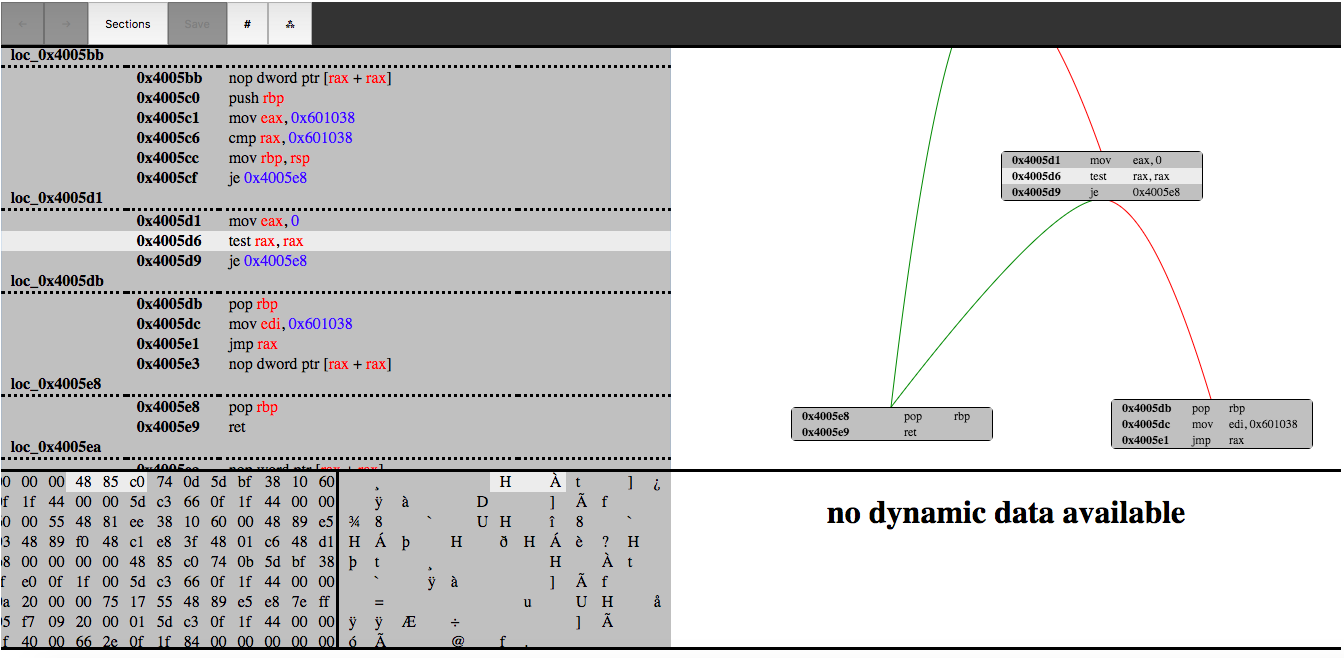 ← → Sections Save # ⁂
loc_0x4005bb
0x4005bb nop dword ptr [rax + rax]
0x4005c0 push rbp
0x4005c1 mov eax, 0x601038
0x4005c6 cmp rax, 0x601038
0x4005cc mov rbp, rsp
0x4005cf je 0x4005e8
loc_0x4005d1
0x4005d1 mov eax, 0
0x4005d6 test rax, rax
0x4005d9 je 0x4005e8
loc_0x4005db
0x4005db pop rbp
0x4005dc mov edi, 0x601038
0x4005e1 jmp rax
0x4005e3 nop dword ptr [rax + rax]
loc_0x4005e8
0x4005e8 pop rbp
0x4005e9 ret
loc_0x4005ea
0x4005ea nop word ptr [rax + rax]
0x4005d1 mov eax, 0
0x4005d6 test rax, rax
0x4005d9 je 0x4005e8
0x4005e8 pop rbp
0x4005e9 ret
0x4005db pop rbp
0x4005dc mov edi, 0x601038
0x4005e1 jmp rax
0 00 00 48 85 c0 74 0d 5d bf 38 10 60 ¸ H À t ] ¿
f 1f 44 00 00 5d c3 66 0f 1f 44 00 00 ÿ à D ] Ã f
0 00 55 48 81 ee 38 10 60 00 48 89 e5 ¾ 8 ` U H î 8 `
03 48 89 f0 48 c1 e8 3f 48 01 c6 48 d1 H Á þ H ð H Á è ? H
b8 00 00 00 00 48 85 c0 74 0b 5d bf 38 þ t ¸ H À t
f e0 0f 1f 00 5d c3 66 0f 1f 44 00 00 ` ÿ à ] Ã f
0a 20 00 00 75 17 55 48 89 e5 e8 7e ff = u U H å
05 f7 09 20 00 01 5d c3 0f 1f 44 00 00 ÿ ÿ Æ ÷ ] Ã
f 40 00 66 2e 0f 1f 84 00 00 00 00 00 ó Ã @ f .
no dynamic data available